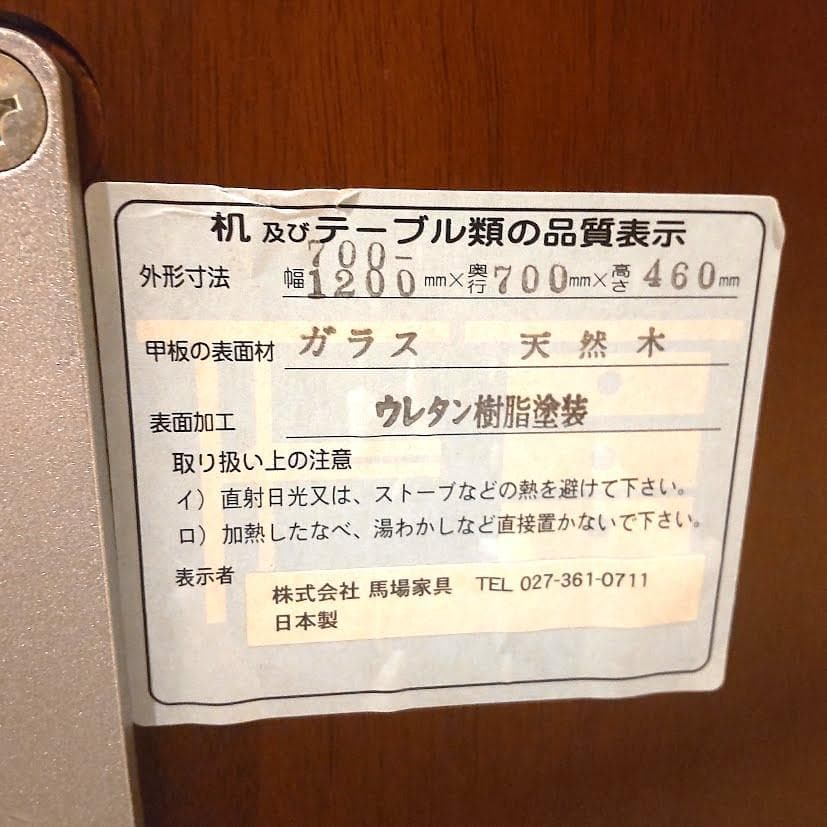 机及びテーブル類の品質表示
外形寸法 幅700-1200mm×奥行700mm×高さ460mm
甲板の表面材 ガラス 天然木
表面加工 ウレタン樹脂塗装
取り扱い上の注意
イ）直射日光又は、ストーブなどの熱を避けて下さい。
ロ）加熱したなべ、湯わかしなど直接置かないで下さい。
表示者 株式会社 馬場家具 TEL 027-361-0711
日本製